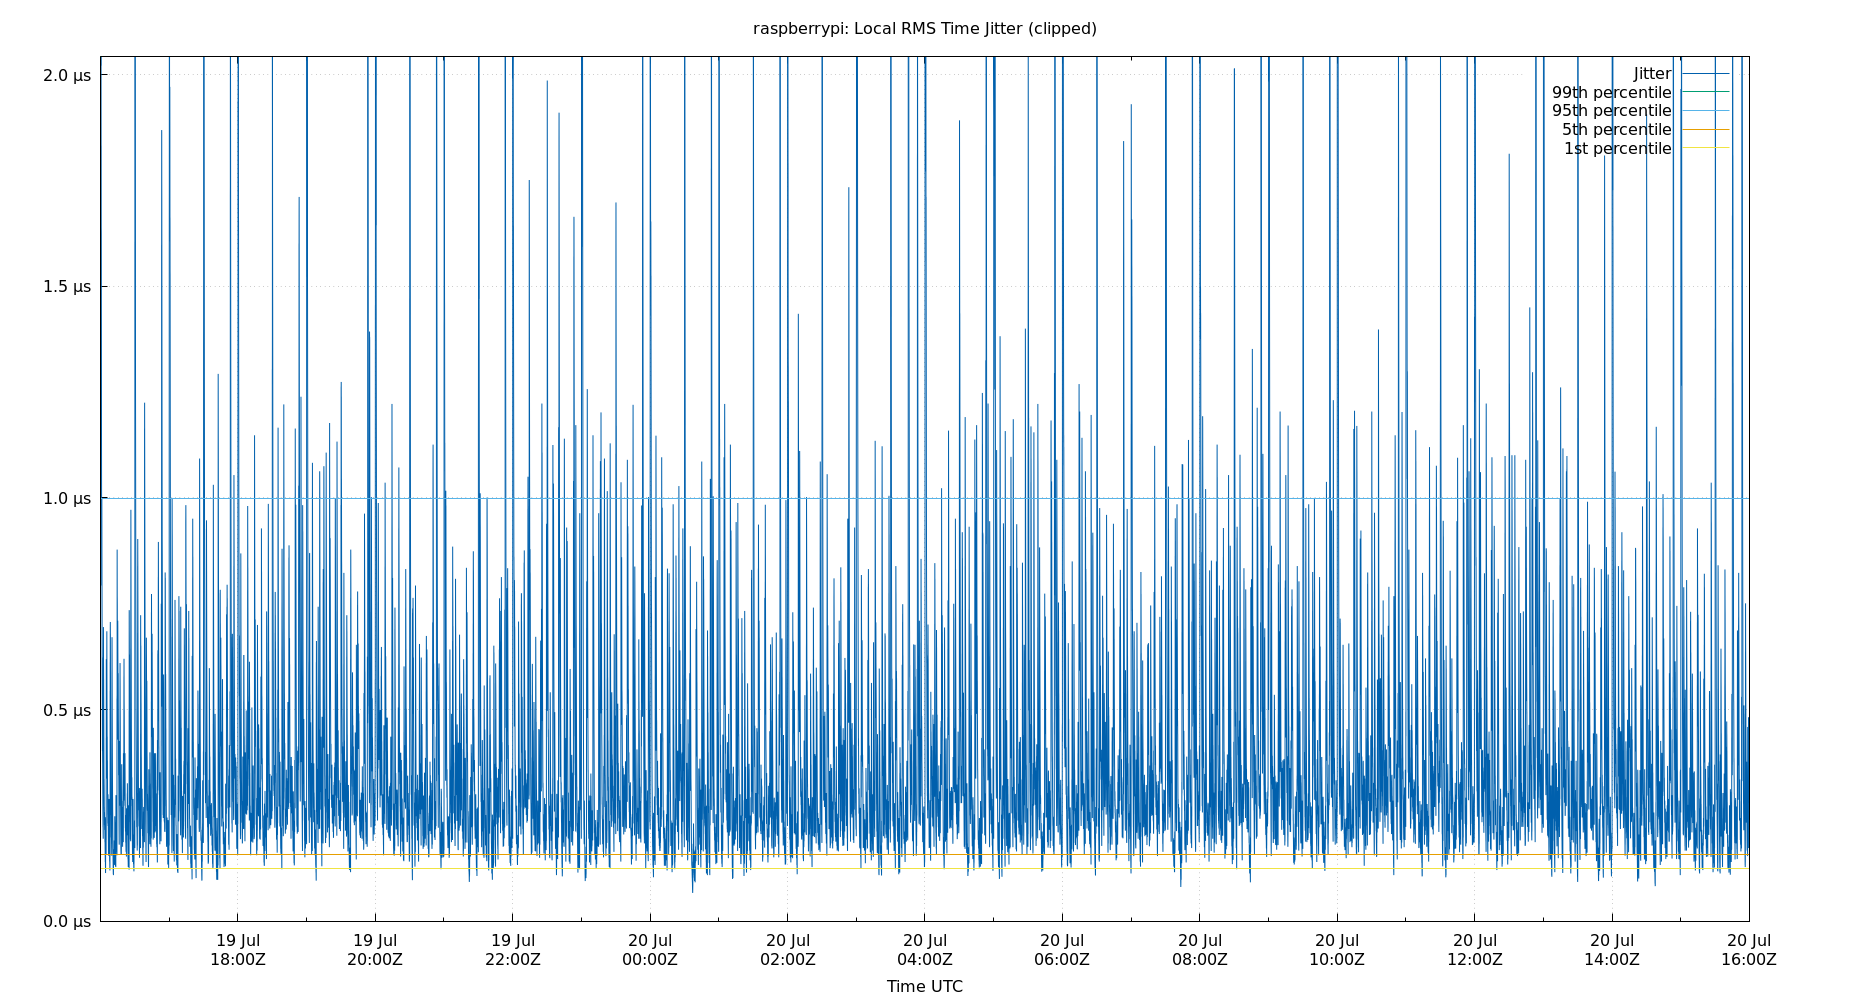 raspberrypi: Local RMS Time Jitter (clipped)
2.0 µs
1.5 µs
1.0 µs
0.5 µs
0.0 µs
Jitter
99th percentile
95th percentile
5th percentile
1st percentile
19 Jul
18:00Z
19 Jul
20:00Z
19 Jul
22:00Z
20 Jul
00:00Z
20 Jul
02:00Z
20 Jul
04:00Z
20 Jul
06:00Z
20 Jul
08:00Z
20 Jul
10:00Z
20 Jul
12:00Z
20 Jul
14:00Z
20 Jul
16:00Z
Time UTC